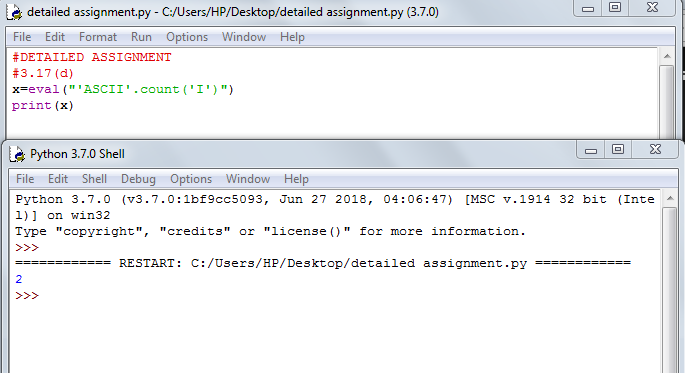 detailed assignment.py - C:/Users/HP/Desktop/detailed assignment.py (3.7.0)
File Edit Format Run Options Window Help
#DETAILED ASSIGNMENT
#3.17(d)
x=eval("'ASCII'.count('I')")
print(x)
Python 3.7.0 Shell
File Edit Shell Debug Options Window Help
Python 3.7.0 (v3.7.0:1bf9cc5093, Jun 27 2018, 04:06:47) [MSC v.1914 32 bit (Inte
l)] on win32
Type "copyright", "credits" or "license()" for more information.
>>>
============ RESTART: C:/Users/HP/Desktop/detailed assignment.py ============
2
>>>